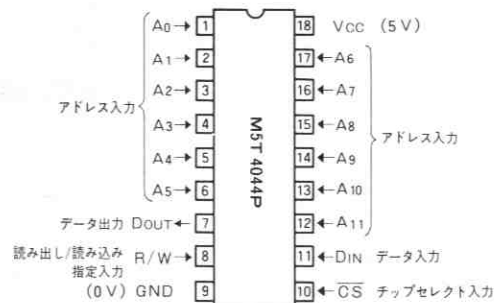 A0→ 1
A1→ 2
A2→ 3
アドレス入力
A3→ 4
A4→ 5
A5→ 6
データ出力 DOUT← 7
読み出し/読み込み
指定入力
R/W→ 8
(0V) GND 9
M5T 4044P
18 VCC (5V)
17 ←A6
16 ←A7
15 ←A8
アドレス入力
14 ←A9
13 ←A10
12 ←A11
11 ←DIN データ入力
10 ←C̅S̅ チップセレクト入力